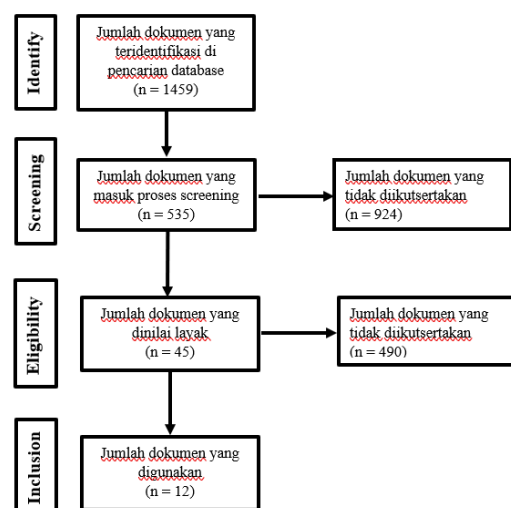 Identify
Jumlah dokumen yang
teridentifikasi di
pencarian database
(n = 1459)
Screening
Jumlah dokumen yang
masuk proses screening
(n = 535)
Jumlah dokumen yang
tidak diikutsertakan
(n = 924)
Eligibility
Jumlah dokumen yang
dinilai layak
(n = 45)
Jumlah dokumen yang
tidak diikutsertakan
(n = 490)
Inclusion
Jumlah dokumen yang
digunakan
(n = 12)